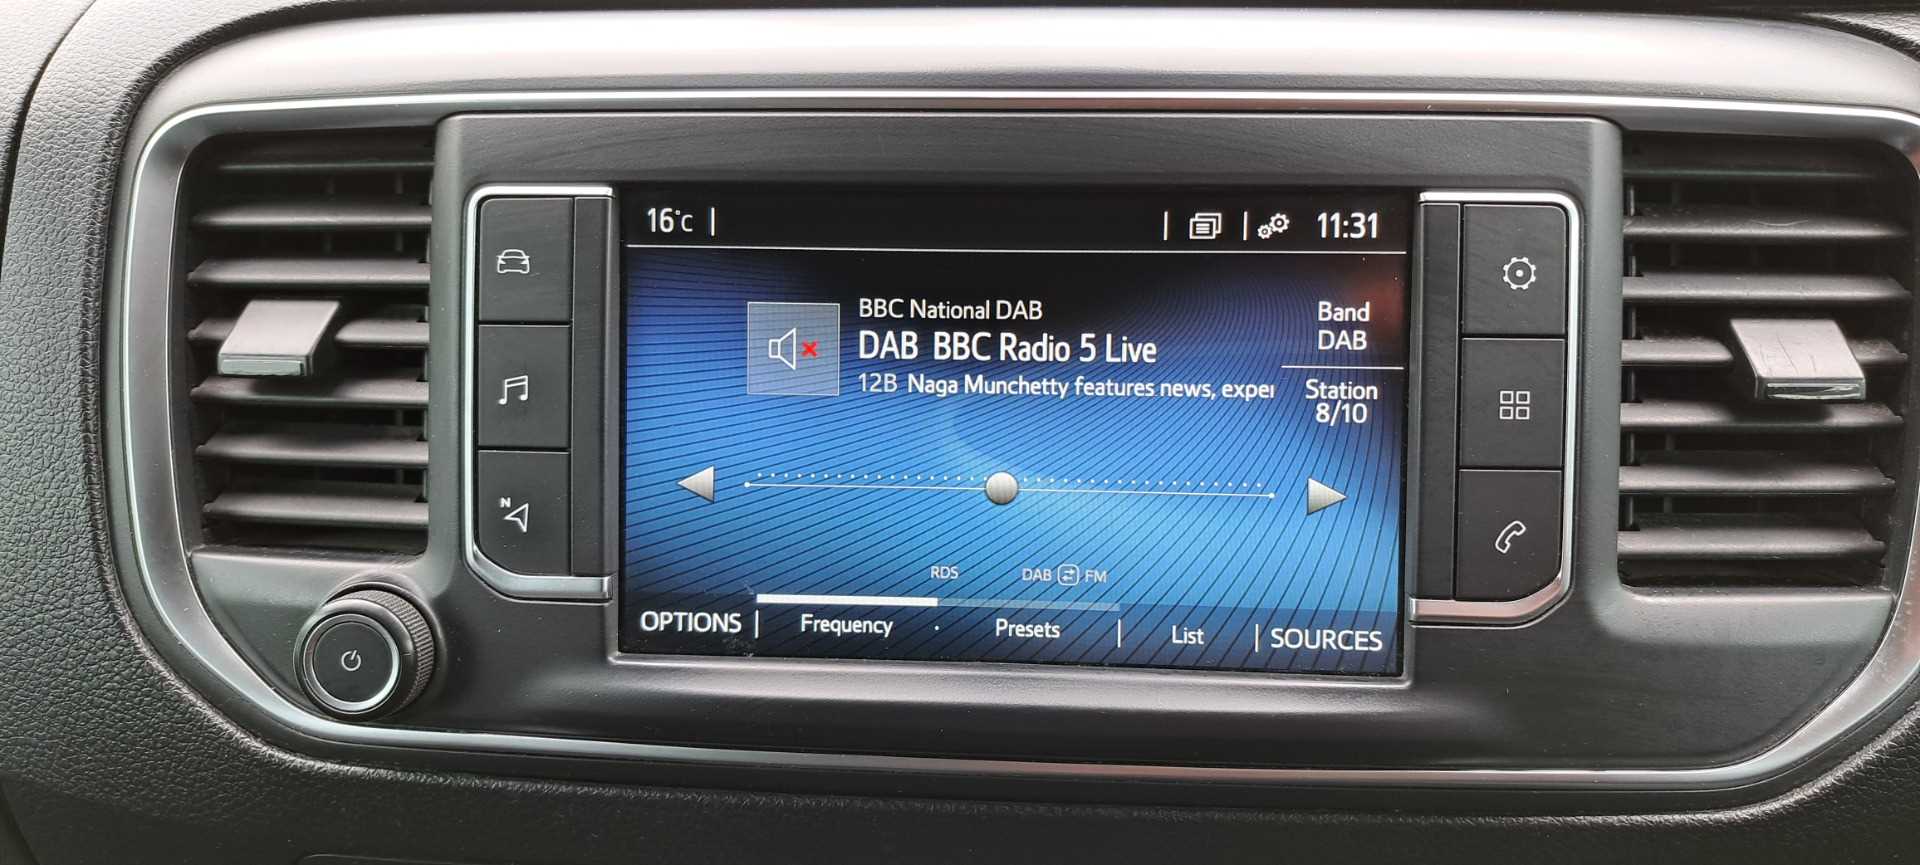 16°C
11:31
BBC National DAB
DAB BBC Radio 5 Live
12B Naga Munchetty features news, exper
Band
DAB
Station
8/10
N
RDS
DAB FM
OPTIONS
Frequency
Presets
List
SOURCES